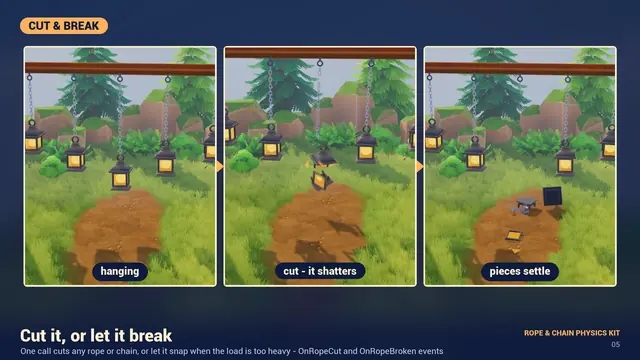 CUT & BREAK
hanging
cut - it shatters
pieces settle
Cut it, or let it break
One call cuts any rope or chain, or let it snap when the load is too heavy - OnRopeCut and OnRopeBroken events
ROPE & CHAIN PHYSICS KIT
05